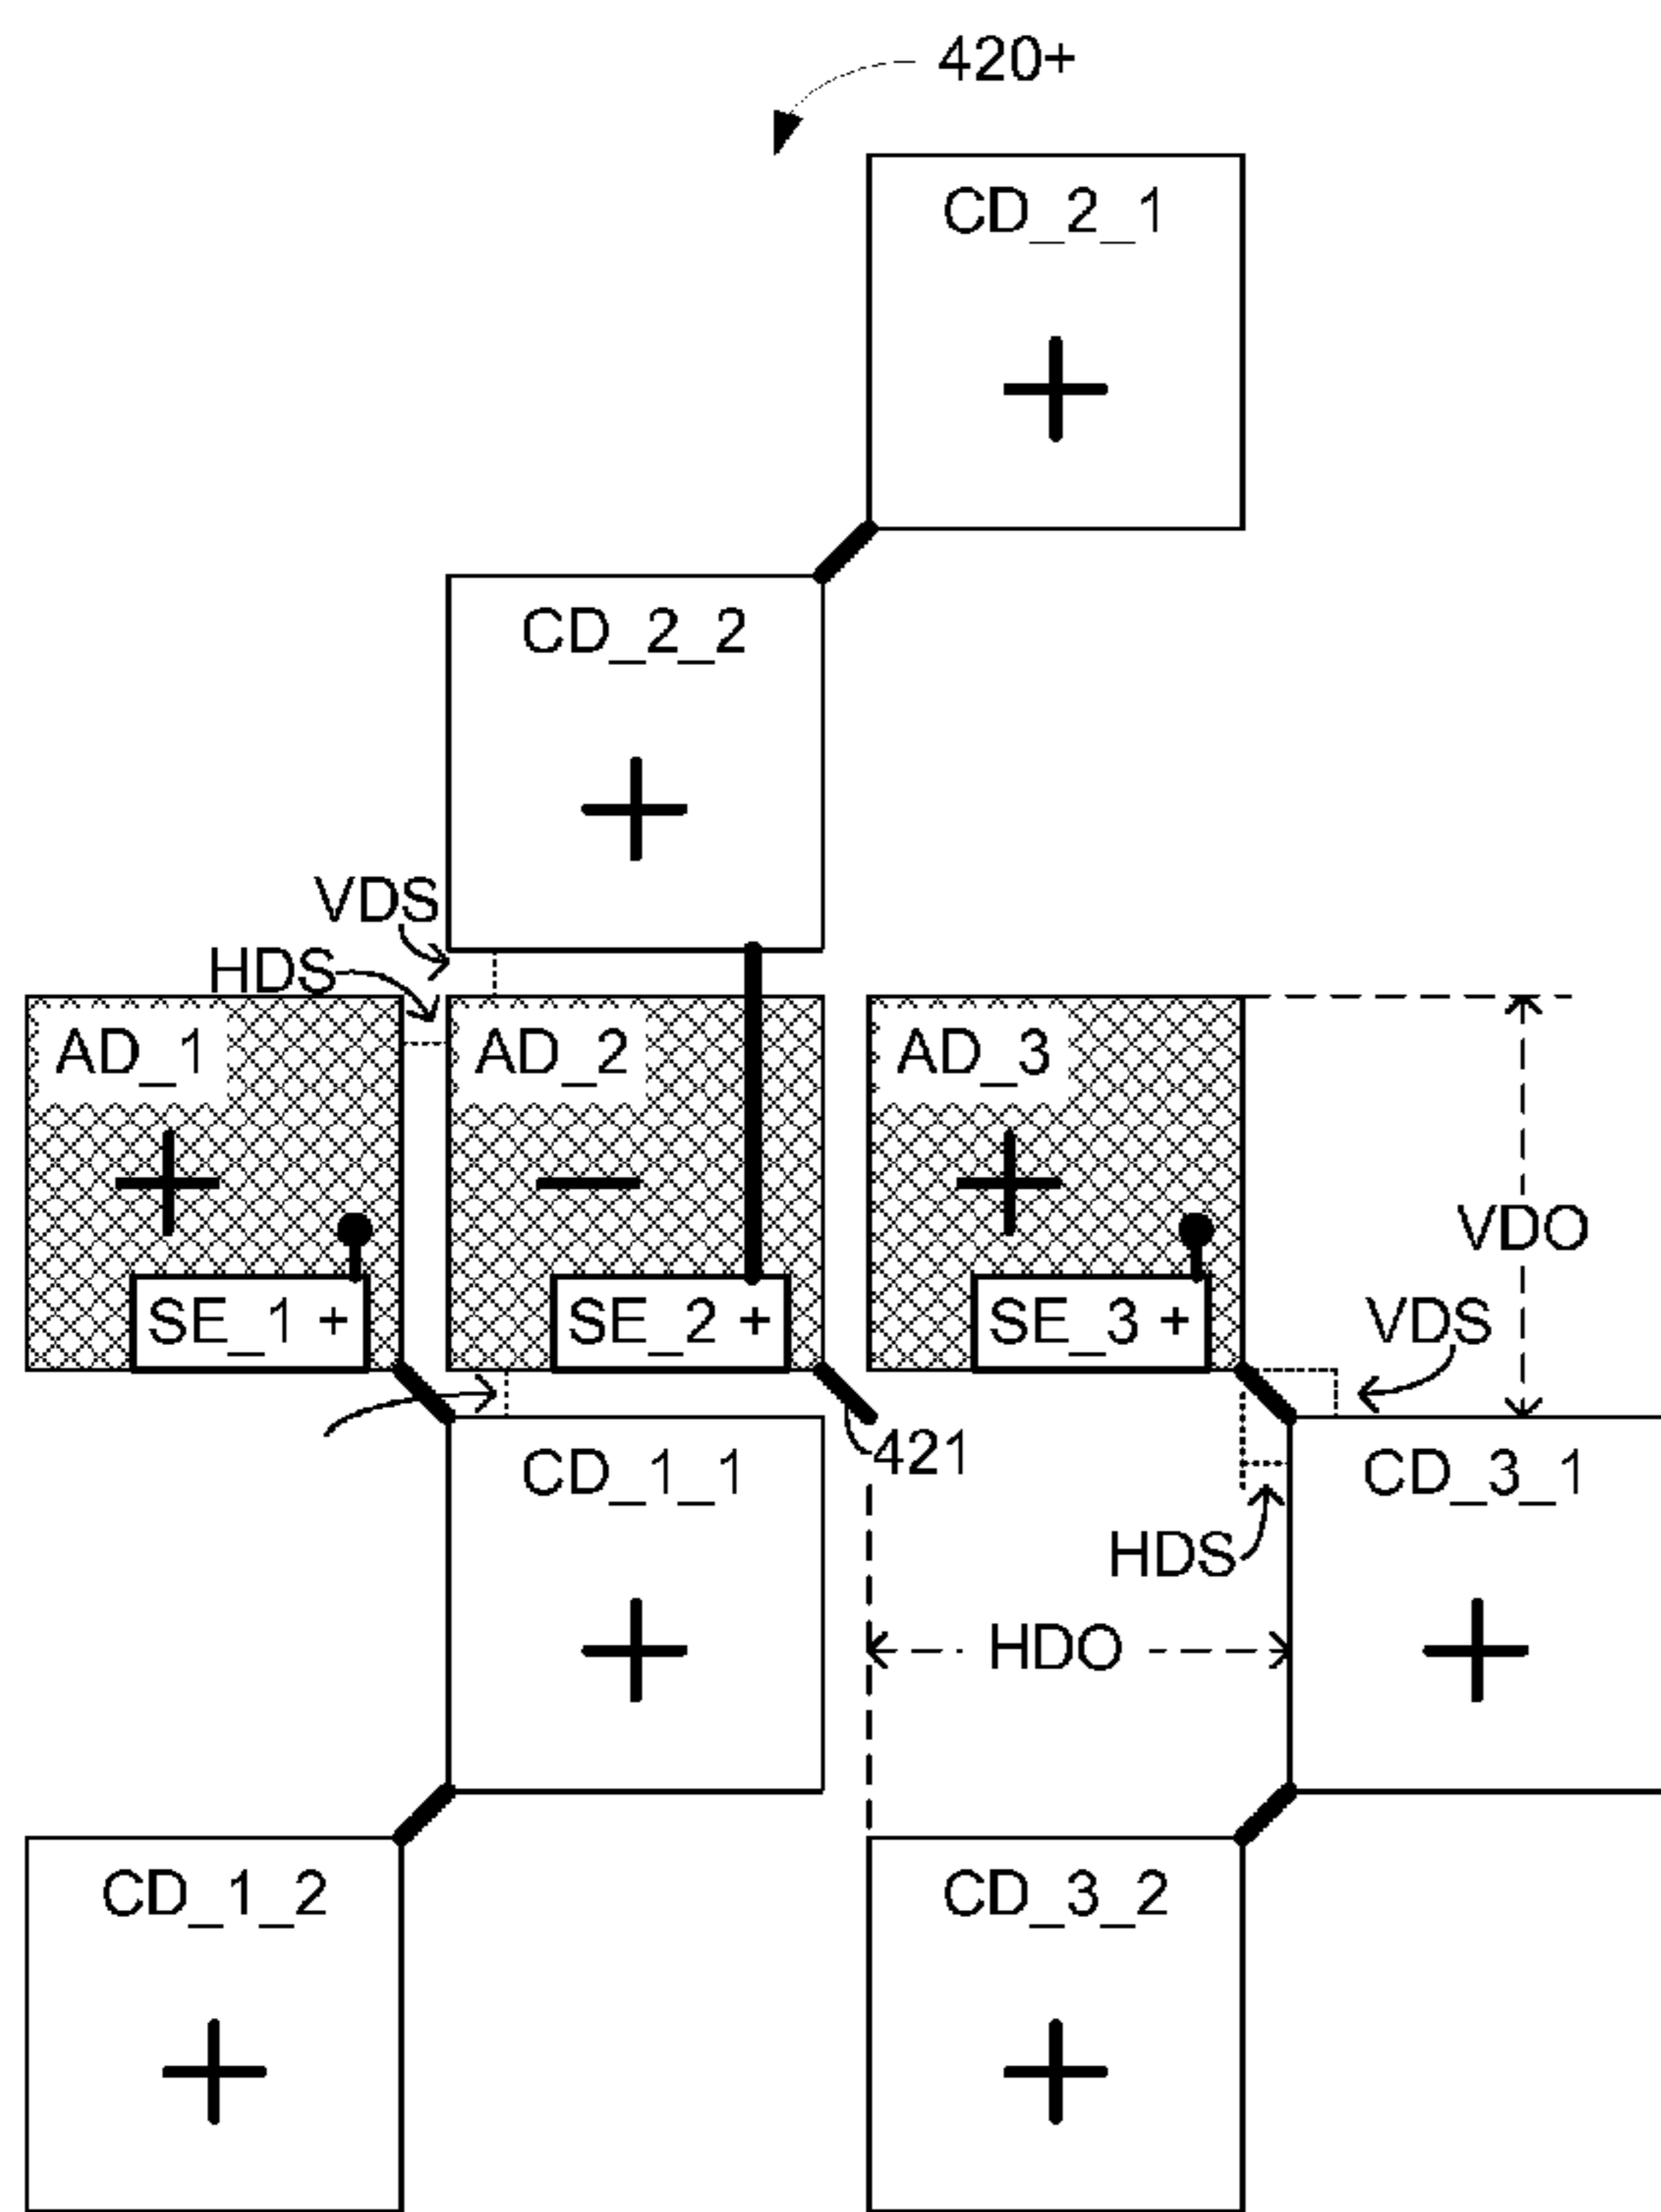 420+
CD_2_1
+
CD_2_2
+
VDS
HDS
AD_1 AD_2 AD_3
+ − +
VDO
SE_1 + SE_2 + SE_3 +
VDS
421
CD_1_1 CD_3_1
HDS
HDO
+ +
CD_1_2 CD_3_2
+ +